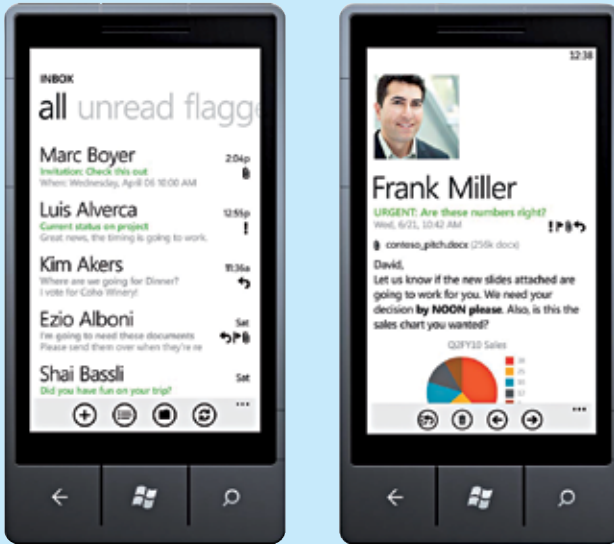 INBOX
all unread flagge
Marc Boyer 2:04p
Invitation: Check this out
When: Wednesday, April 06 10:00 AM
Luis Alverca 12:55p
Current status on project
Great news, the timing is going to work.
Kim Akers 11:35a
Where are we going for Dinner?
I vote for Coho Winery!
Ezio Alboni Sat
I'm going to need these documents
Please send them over when they're re
Shai Bassli Sat
Did you have fun on your trip?
12:38
Frank Miller
URGENT: Are these numbers right?
Wed, 6/21, 10:42 AM
contoso_pitch.docx (256k docx)
David,
Let us know if the new slides attached are
going to work for you. We need your
decision by NOON please. Also, is this the
sales chart you wanted?
Q2FY10 Sales